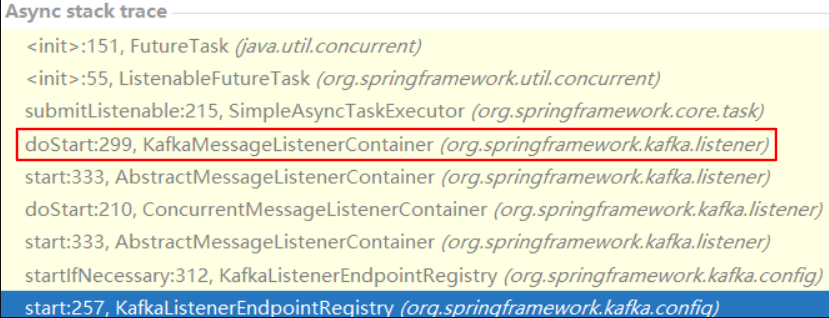 Async stack trace
<init>:151, FutureTask (java.util.concurrent)
<init>:55, ListenableFutureTask (org.springframework.util.concurrent)
submitListenable:215, SimpleAsyncTaskExecutor (org.springframework.core.task)
doStart:299, KafkaMessageListenerContainer (org.springframework.kafka.listener)
start:333, AbstractMessageListenerContainer (org.springframework.kafka.listener)
doStart:210, ConcurrentMessageListenerContainer (org.springframework.kafka.listener)
start:333, AbstractMessageListenerContainer (org.springframework.kafka.listener)
startIfNecessary:312, KafkaListenerEndpointRegistry (org.springframework.kafka.config)
start:257, KafkaListenerEndpointRegistry (org.springframework.kafka.config)